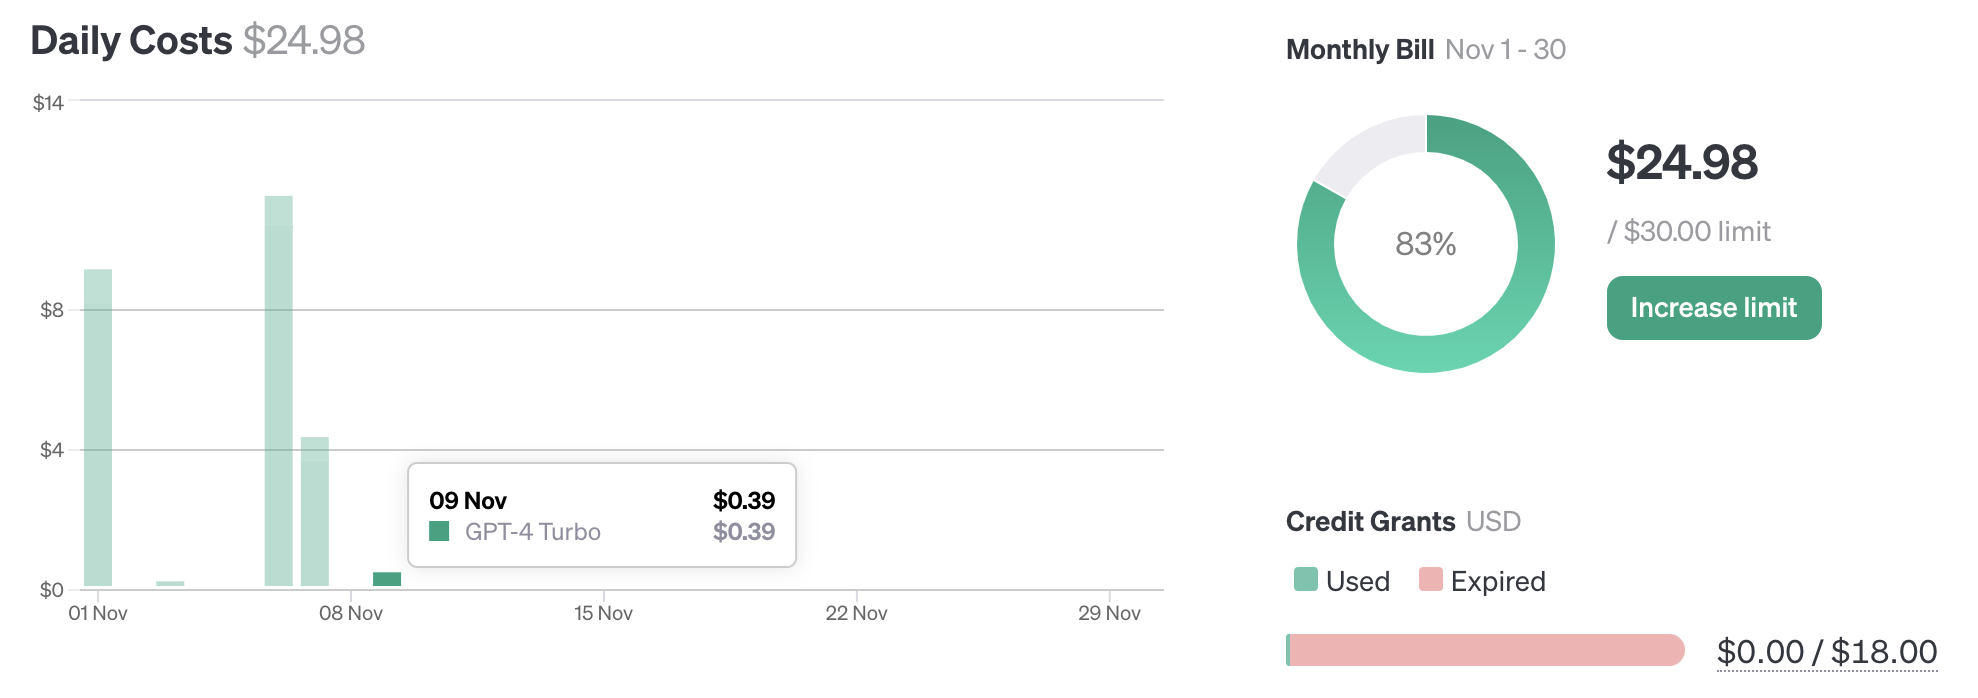 Daily Costs $24.98
$14
$8
$4
$0
01 Nov 08 Nov 15 Nov 22 Nov 29 Nov
09 Nov $0.39
GPT-4 Turbo $0.39
Monthly Bill Nov 1 - 30
83%
$24.98
/ $30.00 limit
Increase limit
Credit Grants USD
Used Expired
$0.00 / $18.00